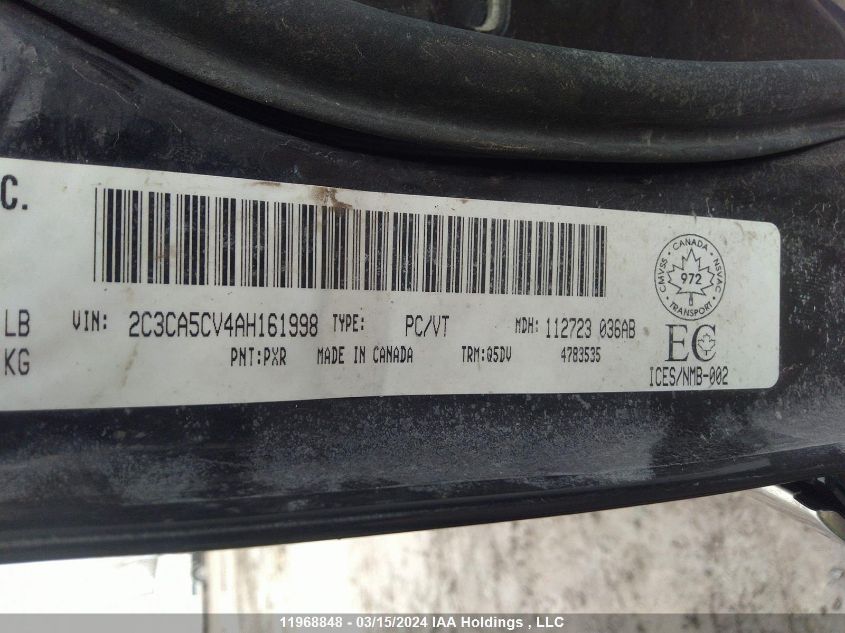 C.
LB VIN: 2C3CA5CV4AH161998 TYPE: PC/VT MDH: 112723 036AB
KG PNT:PXR MADE IN CANADA TRM:05DV 4783535
CMVSS · CANADA · NSVAC
972
TRANSPORT
EC
ICES/NMB-002
11968848 - 03/15/2024 IAA Holdings , LLC